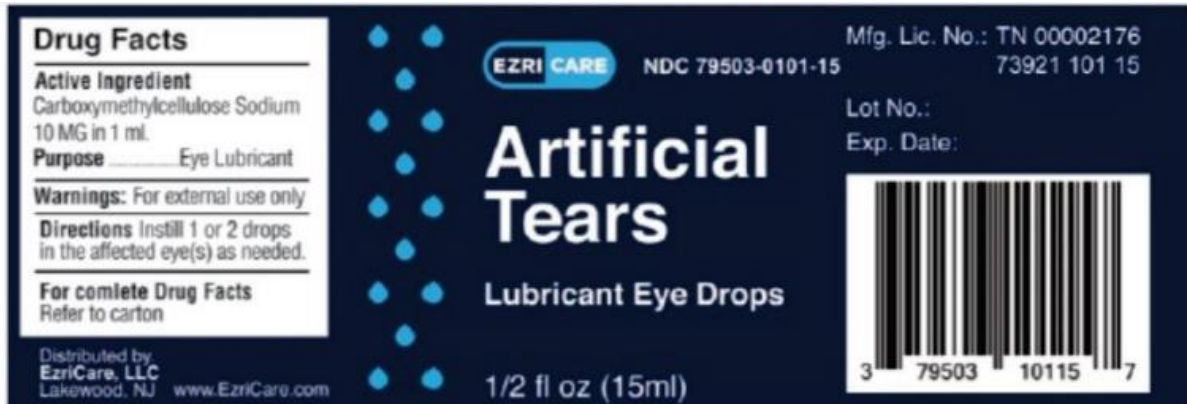 Drug Facts
Active Ingredient
Carboxymethylcellulose Sodium
10 MG in 1 ml.
Purpose ............. Eye Lubricant
Warnings: For external use only
Directions Instill 1 or 2 drops
in the affected eye(s) as needed.
For comlete Drug Facts
Refer to carton
Distributed by
EzriCare, LLC
Lakewood, NJ www.EzriCare.com
EZRI CARE NDC 79503-0101-15
Artificial
Tears
Lubricant Eye Drops
1/2 fl oz (15ml)
Mfg. Lic. No.: TN 00002176
73921 101 15
Lot No.:
Exp. Date:
3 79503 10115 7